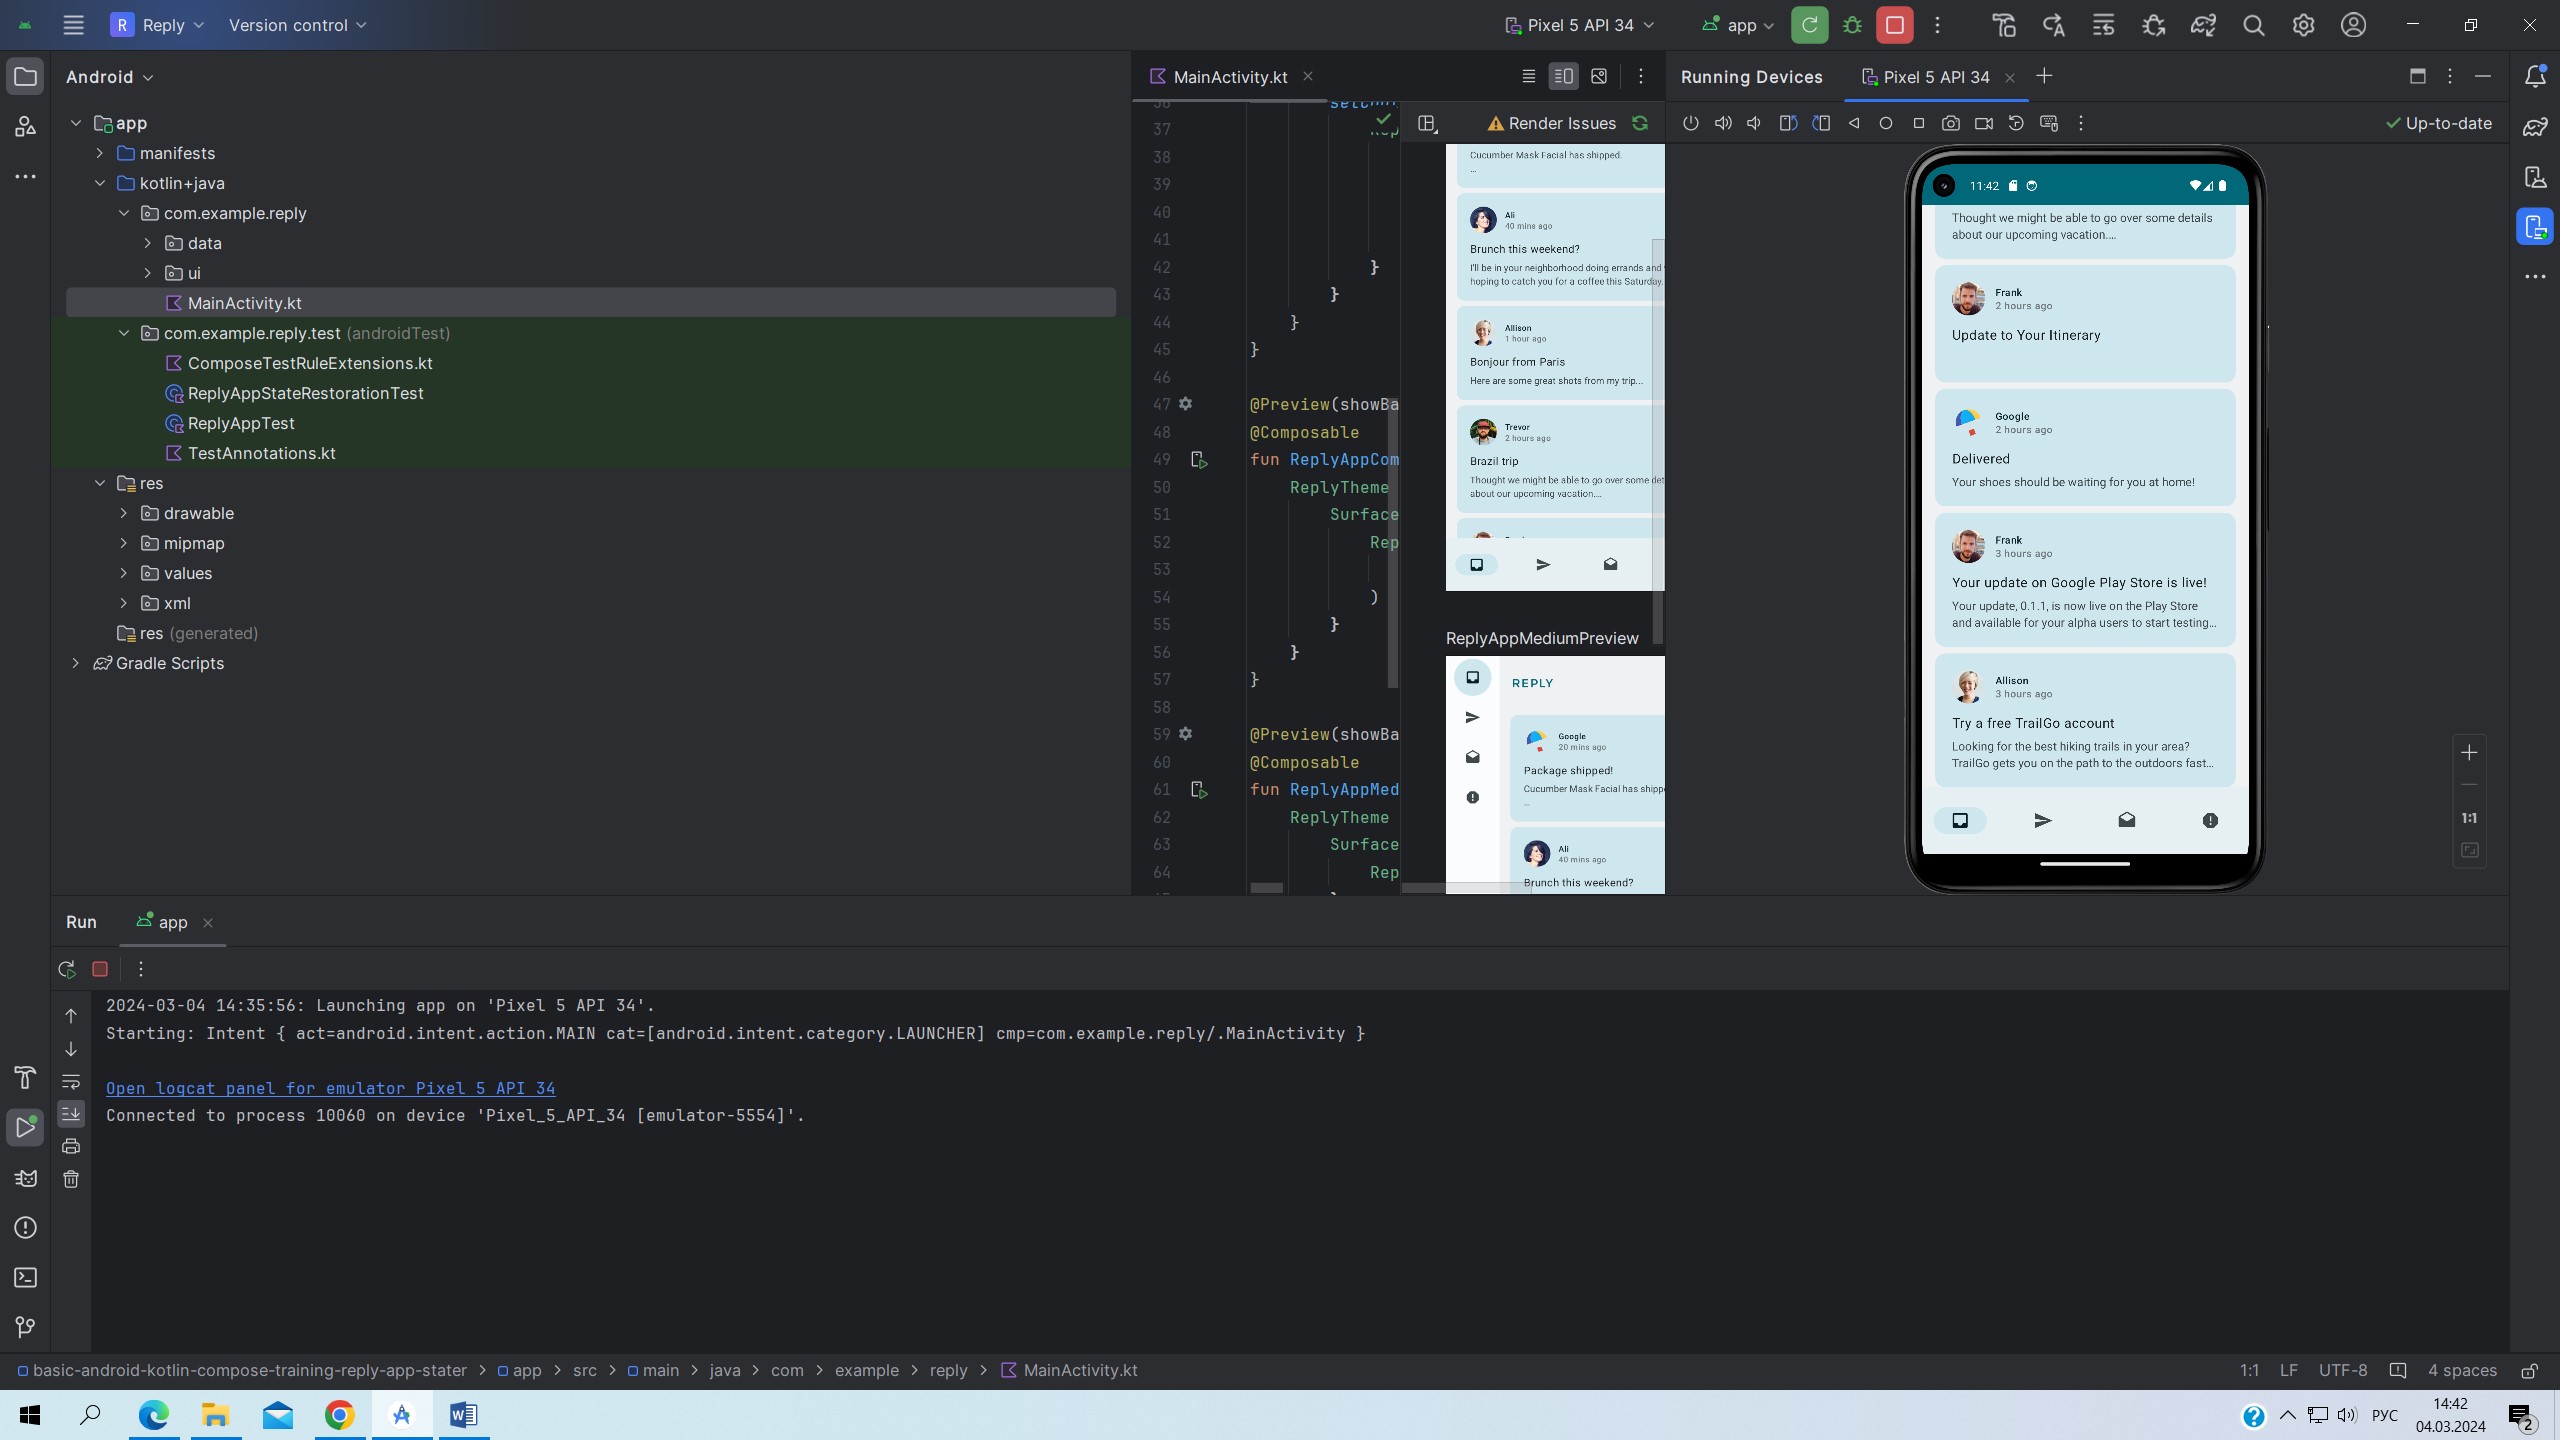 R Reply
Version control
Pixel 5 API 34
app
Android
app
manifests
kotlin+java
com.example.reply
data
ui
MainActivity.kt
com.example.reply.test (androidTest)
ComposeTestRuleExtensions.kt
ReplyAppStateRestorationTest
ReplyAppTest
TestAnnotations.kt
res
drawable
mipmap
values
xml
res (generated)
Gradle Scripts
MainActivity.kt
37
38
39
40
41
42 }
43 }
44 }
45 }
46
47 @Preview(showBa
48 @Composable
49 fun ReplyAppCom
50 ReplyTheme
51 Surface
52 Rep
53
54 )
55 }
56 }
57 }
58
59 @Preview(showBa
60 @Composable
61 fun ReplyAppMed
62 ReplyTheme
63 Surface
64 Rep
Render Issues
Cucumber Mask Facial has shipped.
...
Ali
40 mins ago
Brunch this weekend?
I'll be in your neighborhood doing errands and
hoping to catch you for a coffee this Saturday.
Allison
1 hour ago
Bonjour from Paris
Here are some great shots from my trip...
Trevor
2 hours ago
Brazil trip
Thought we might be able to go over some det
about our upcoming vacation....
ReplyAppMediumPreview
REPLY
Google
20 mins ago
Package shipped!
Cucumber Mask Facial has shipp
...
Ali
40 mins ago
Brunch this weekend?
Running Devices
Pixel 5 API 34
Up-to-date
11:42
Thought we might be able to go over some details
about our upcoming vacation....
Frank
2 hours ago
Update to Your Itinerary
Google
2 hours ago
Delivered
Your shoes should be waiting for you at home!
Frank
3 hours ago
Your update on Google Play Store is live!
Your update, 0.1.1, is now live on the Play Store
and available for your alpha users to start testing...
Allison
3 hours ago
Try a free TrailGo account
Looking for the best hiking trails in your area?
TrailGo gets you on the path to the outdoors fast...
1:1
Run
app
2024-03-04 14:35:56: Launching app on 'Pixel 5 API 34'.
Starting: Intent { act=android.intent.action.MAIN cat=[android.intent.category.LAUNCHER] cmp=com.example.reply/.MainActivity }
Open logcat panel for emulator Pixel 5 API 34
Connected to process 10060 on device 'Pixel_5_API_34 [emulator-5554]'.
basic-android-kotlin-compose-training-reply-app-stater > app > src > main > java > com > example > reply > MainActivity.kt
1:1 LF UTF-8 4 spaces
РУС
14:42
04.03.2024
2